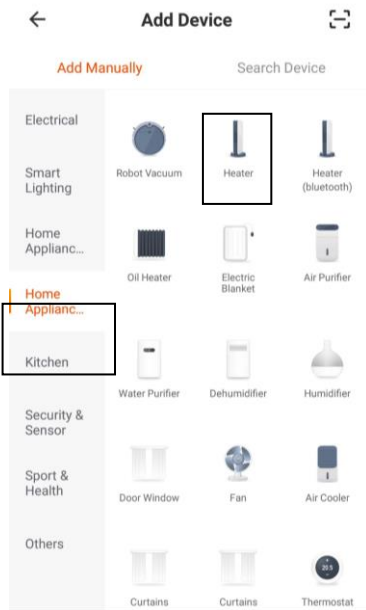 Add Device
Add Manually
Search Device
Electrical
Smart
Lighting
Home
Applianc...
Home
Applianc...
Kitchen
Security &
Sensor
Sport &
Health
Others
Robot Vacuum
Heater
Heater
(bluetooth)
Oil Heater
Electric
Blanket
Air Purifier
Water Purifier
Dehumidifier
Humidifier
Door Window
Fan
Air Cooler
Curtains
Curtains
20.5
Thermostat